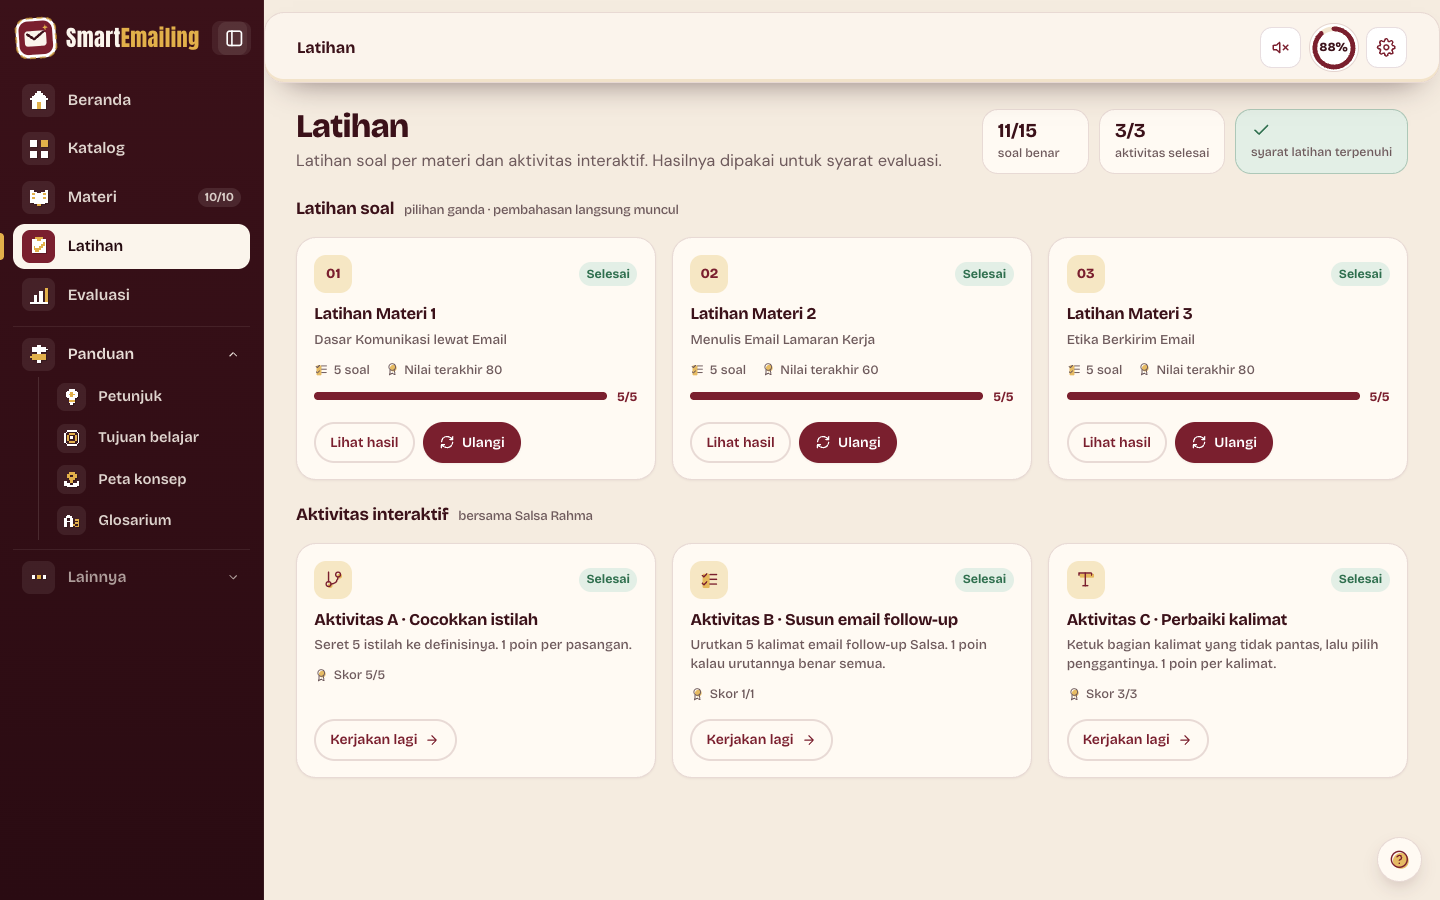 SmartEmailing
Beranda
Katalog
Materi
10/10
Latihan
Evaluasi
Panduan
Petunjuk
Tujuan belajar
Peta konsep
Glosarium
Lainnya
Latihan
88%
Latihan
Latihan soal per materi dan aktivitas interaktif. Hasilnya dipakai untuk syarat evaluasi.
11/15
soal benar
3/3
aktivitas selesai
syarat latihan terpenuhi
Latihan soal
pilihan ganda · pembahasan langsung muncul
01
Selesai
Latihan Materi 1
Dasar Komunikasi lewat Email
5 soal
Nilai terakhir 80
5/5
Lihat hasil
Ulangi
02
Selesai
Latihan Materi 2
Menulis Email Lamaran Kerja
5 soal
Nilai terakhir 60
5/5
Lihat hasil
Ulangi
03
Selesai
Latihan Materi 3
Etika Berkirim Email
5 soal
Nilai terakhir 80
5/5
Lihat hasil
Ulangi
Aktivitas interaktif
bersama Salsa Rahma
Selesai
Aktivitas A · Cocokkan istilah
Seret 5 istilah ke definisinya. 1 poin per pasangan.
Skor 5/5
Kerjakan lagi →
Selesai
Aktivitas B · Susun email follow-up
Urutkan 5 kalimat email follow-up Salsa. 1 poin
kalau urutannya benar semua.
Skor 1/1
Kerjakan lagi →
Selesai
Aktivitas C · Perbaiki kalimat
Ketuk bagian kalimat yang tidak pantas, lalu pilih
penggantinya. 1 poin per kalimat.
Skor 3/3
Kerjakan lagi →
?